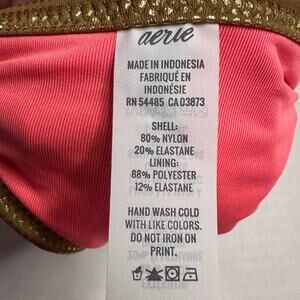 aerie
MADE IN INDONESIA
FABRIQUÉ EN
INDONÉSIE
RN 54485 CA 03873
SHELL:
80% NYLON
20% ELASTANE
LINING:
88% POLYESTER
12% ELASTANE
HAND WASH COLD
WITH LIKE COLORS.
DO NOT IRON ON
PRINT.